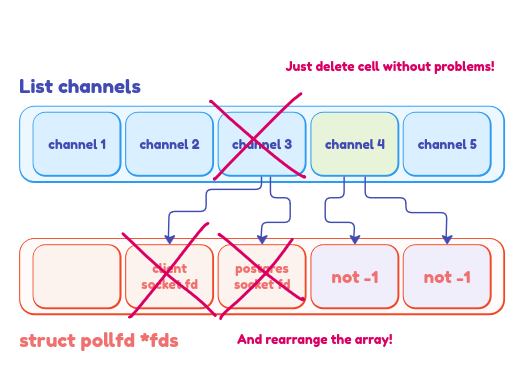 Just delete cell without problems!
List channels
channel 1
channel 2
channel 3
channel 4
channel 5
client
socket fd
postgres
socket fd
not -1
not -1
struct pollfd *fds
And rearrange the array!